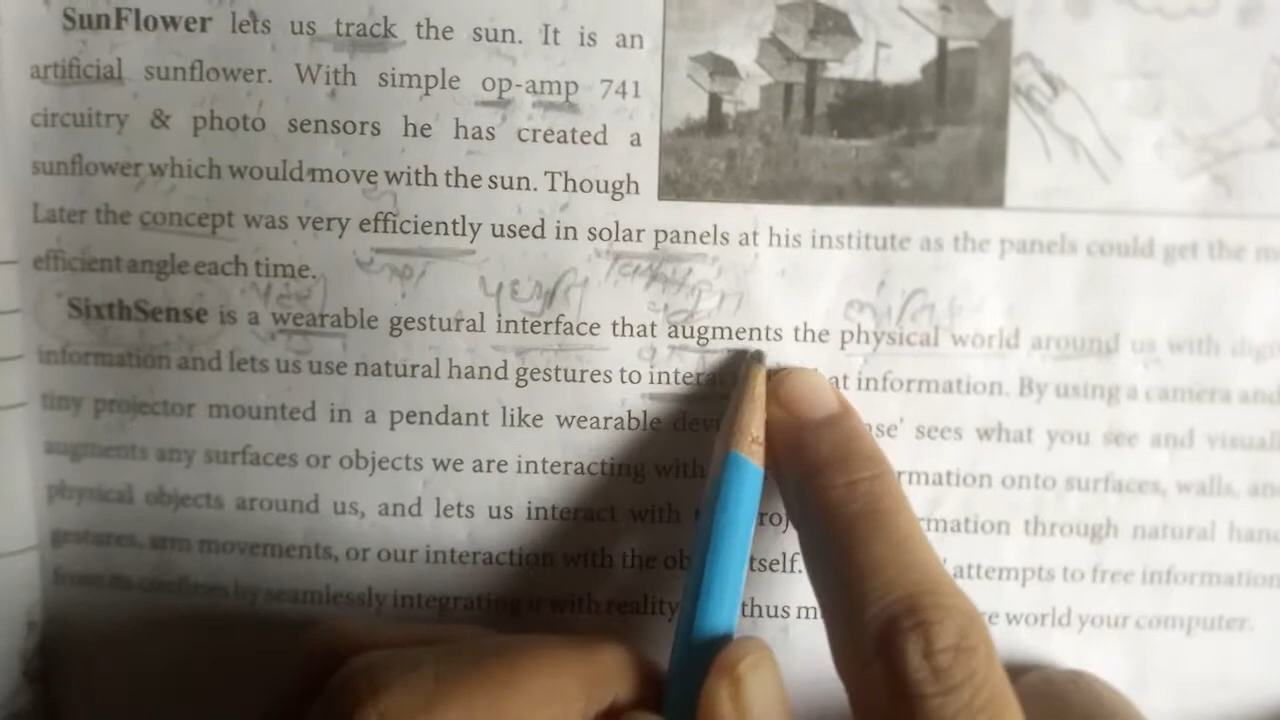 SunFlower lets us track the sun. It is an
artificial sunflower. With simple op-amp 741
circuitry & photo sensors he has created a
sunflower which would move with the sun. Though
Later the concept was very efficiently used in solar panels at his institute as the panels could get the
efficient angle each time.
SixthSense is a wearable gestural interface that augments the physical world around us with
information and lets us use natural hand gestures to information. By using a camera and
tiny projector mounted in a pendant like wearable sees what you see and
augments any surfaces or objects we are interacting with onto surfaces, walls,
physical objects around us, and lets us interact with through natural
gestures, arm movements, or our interaction with the attempts to free information
from its confines by seamlessly integrating it with reality thus world your computer.